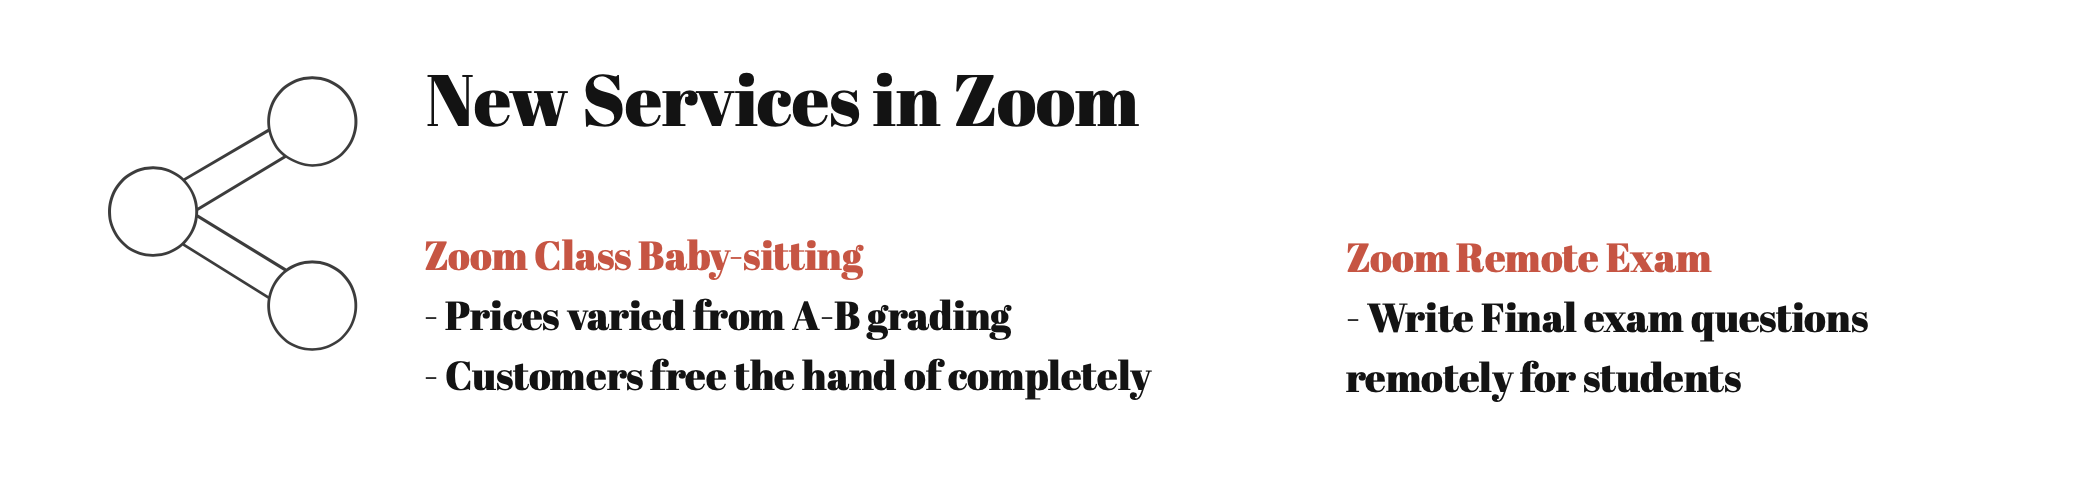 New Services in Zoom
Zoom Class Baby-sitting
- Prices varied from A-B grading
- Customers free the hand of completely
Zoom Remote Exam
- Write Final exam questions
remotely for students